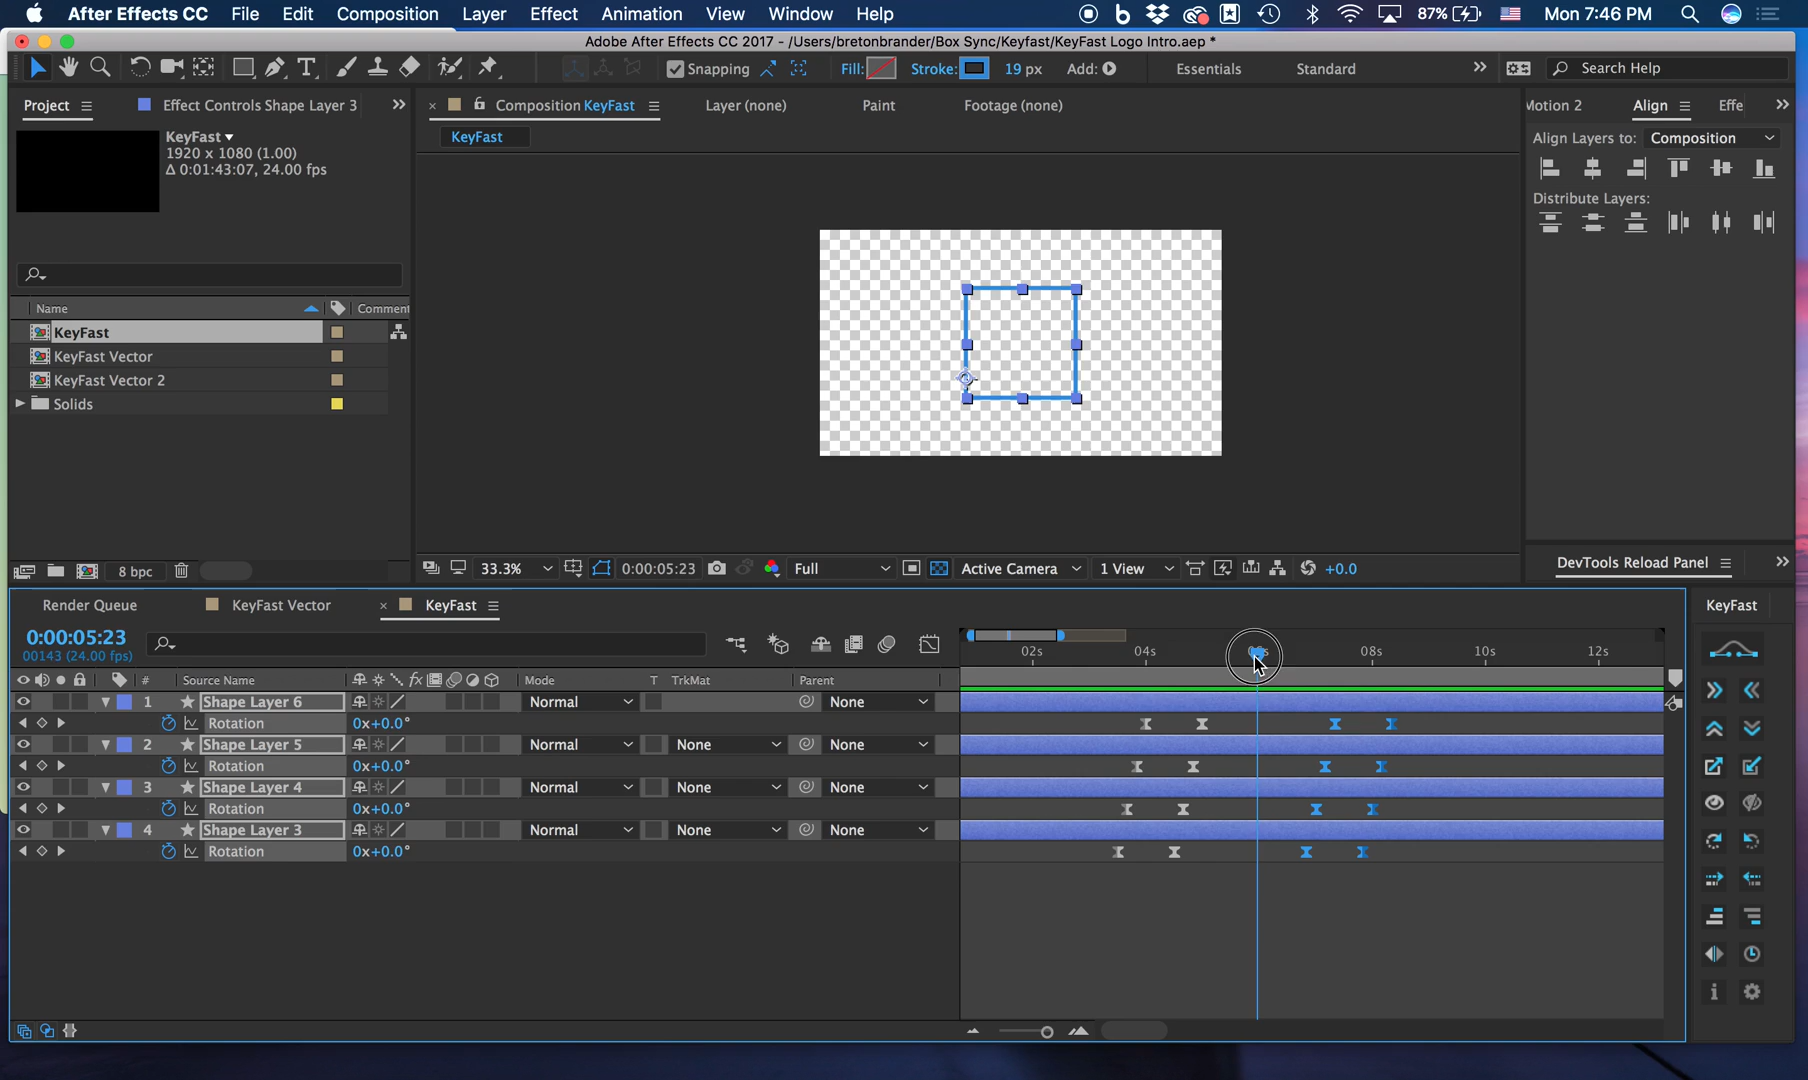 After Effects CC File Edit Composition Layer Effect Animation View Window Help 87% Mon 7:46 PM
Adobe After Effects CC 2017 - /Users/bretonbrander/Box Sync/Keyfast/KeyFast Logo Intro.aep *
Snapping Fill: Stroke: 19 px Add: Essentials Standard Search Help
Project Effect Controls Shape Layer 3 Composition KeyFast Layer (none) Paint Footage (none) Motion 2 Align Effe
KeyFast
1920 x 1080 (1.00)
Δ 0:01:43:07, 24.00 fps
KeyFast
Align Layers to: Composition
Distribute Layers:
Name Comment
KeyFast
KeyFast Vector
KeyFast Vector 2
Solids
8 bpc
33.3% 0:00:05:23 Full Active Camera 1 View +0.0
DevTools Reload Panel
Render Queue KeyFast Vector KeyFast
KeyFast
0:00:05:23
00143 (24.00 fps)
02s 04s 08s 10s 12s
# Source Name fx Mode T TrkMat Parent
1 Shape Layer 6 Normal None
Rotation 0x+0.0°
2 Shape Layer 5 Normal None None
Rotation 0x+0.0°
3 Shape Layer 4 Normal None None
Rotation 0x+0.0°
4 Shape Layer 3 Normal None None
Rotation 0x+0.0°